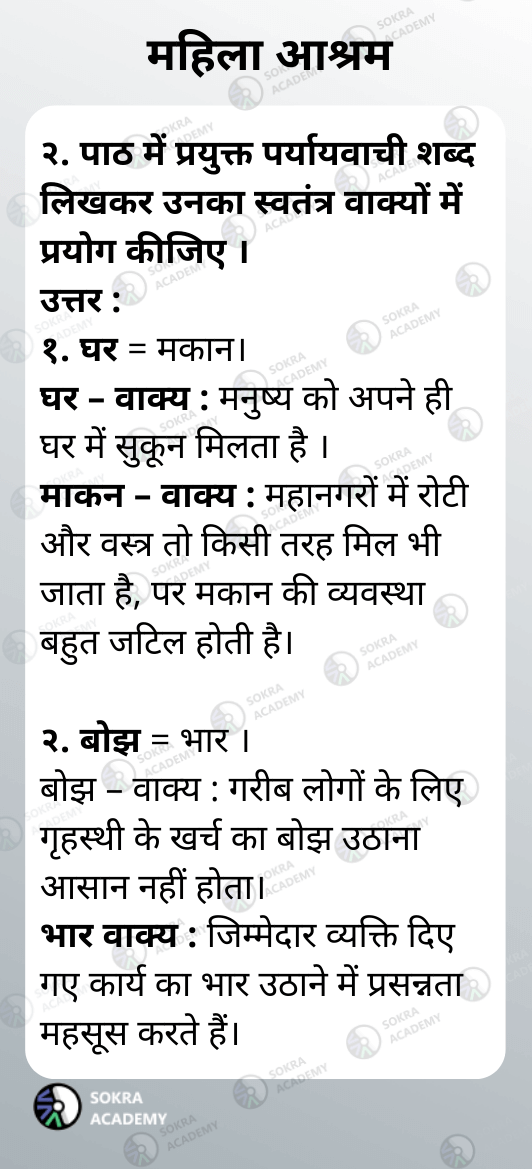 महिला आश्रम
२. पाठ में प्रयुक्त पर्यायवाची शब्द
लिखकर उनका स्वतंत्र वाक्यों में
प्रयोग कीजिए ।
उत्तर :
१. घर = मकान।
घर – वाक्य : मनुष्य को अपने ही
घर में सुकून मिलता है ।
माकन – वाक्य : महानगरों में रोटी
और वस्त्र तो किसी तरह मिल भी
जाता है, पर मकान की व्यवस्था
बहुत जटिल होती है।
२. बोझ = भार ।
बोझ – वाक्य : गरीब लोगों के लिए
गृहस्थी के खर्च का बोझ उठाना
आसान नहीं होता।
भार वाक्य : जिम्मेदार व्यक्ति दिए
गए कार्य का भार उठाने में प्रसन्नता
महसूस करते हैं।
SOKRA
ACADEMY